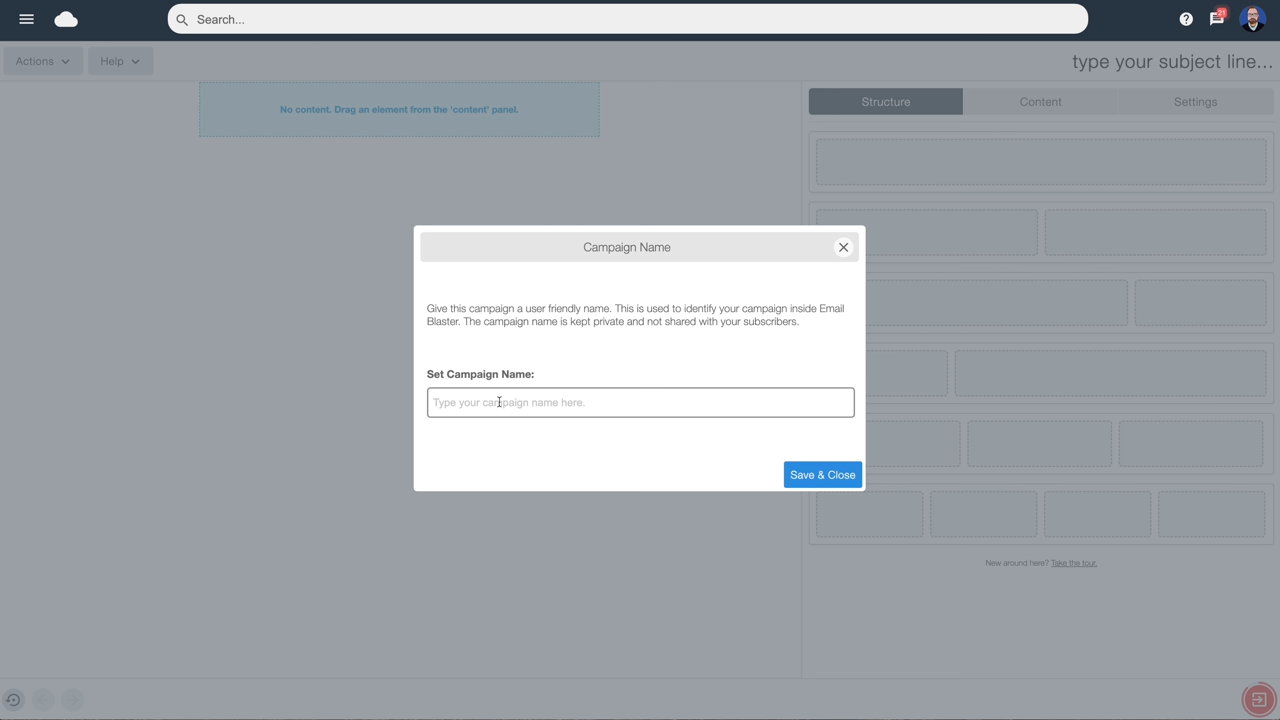 Search...
21
Actions
Help
type your subject line...
No content. Drag an element from the 'content' panel.
Structure
Content
Settings
Campaign Name
Give this campaign a user friendly name. This is used to identify your campaign inside Email
Blaster. The campaign name is kept private and not shared with your subscribers.
Set Campaign Name:
Type your campaign name here.
Save & Close
New around here? Take the tour.